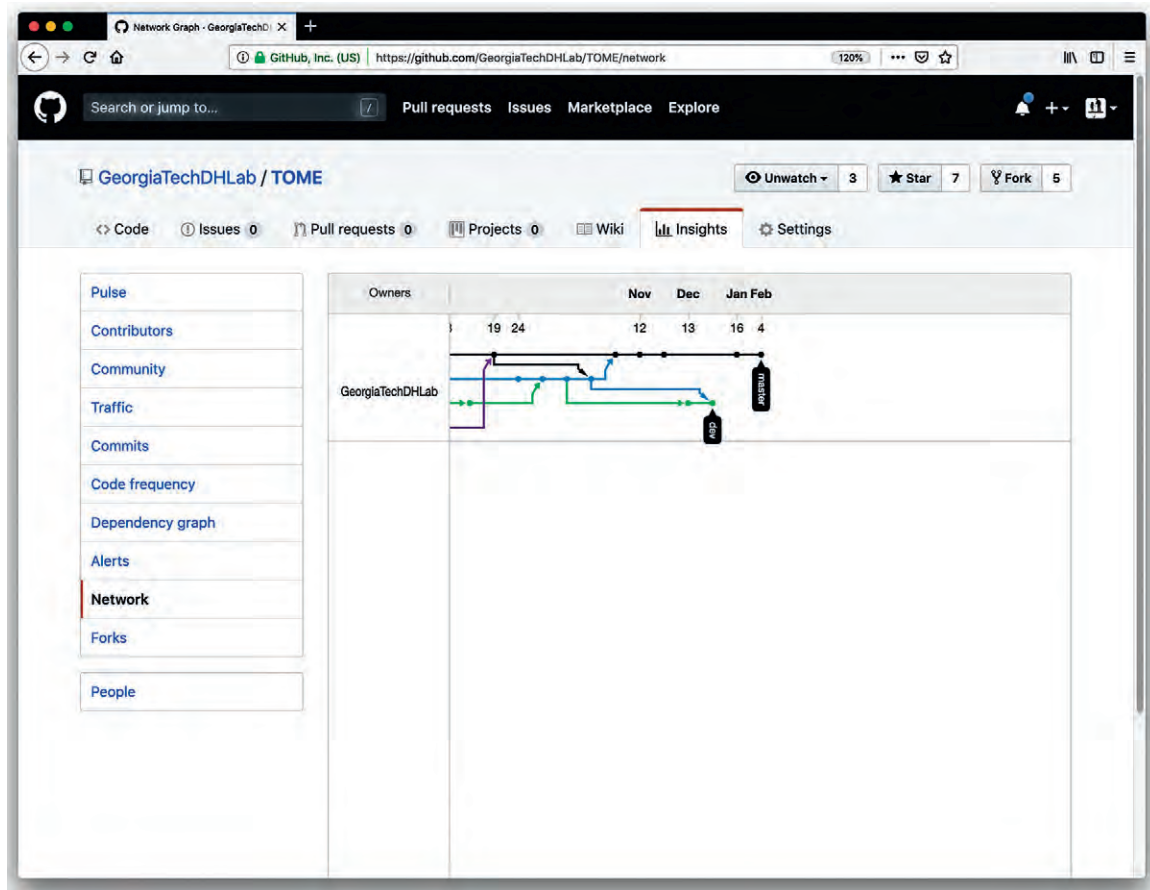 Network Graph · GeorgiaTechD
GitHub, Inc. (US) https://github.com/GeorgiaTechDHLab/TOME/network 120%
Search or jump to... / Pull requests Issues Marketplace Explore
GeorgiaTechDHLab / TOME Unwatch 3 Star 7 Fork 5
Code Issues 0 Pull requests 0 Projects 0 Wiki Insights Settings
Pulse
Contributors
Community
Traffic
Commits
Code frequency
Dependency graph
Alerts
Network
Forks
People
Owners Nov Dec Jan Feb
19 24 12 13 16 4
GeorgiaTechDHLab
master
dev